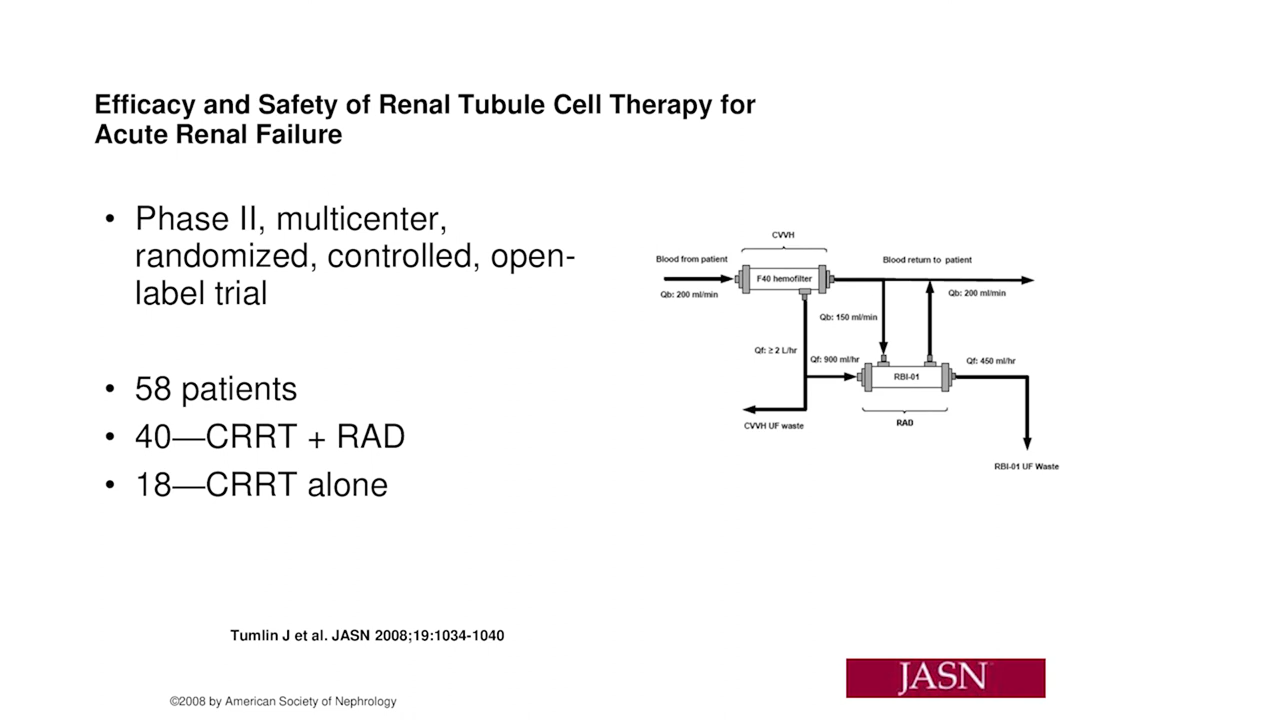 Efficacy and Safety of Renal Tubule Cell Therapy for
Acute Renal Failure
• Phase II, multicenter,
randomized, controlled, open-
label trial
• 58 patients
• 40—CRRT + RAD
• 18—CRRT alone
CVVH
Blood from patient
F40 hemofilter
Blood return to patient
Qb: 200 ml/min
Qb: 200 ml/min
Qb: 150 ml/min
Qf: ≥ 2 L/hr
Qf: 900 ml/hr
Qf: 450 ml/hr
RBI-01
RAD
CVVH UF waste
RBI-01 UF Waste
Tumlin J et al. JASN 2008;19:1034-1040
JASN
©2008 by American Society of Nephrology